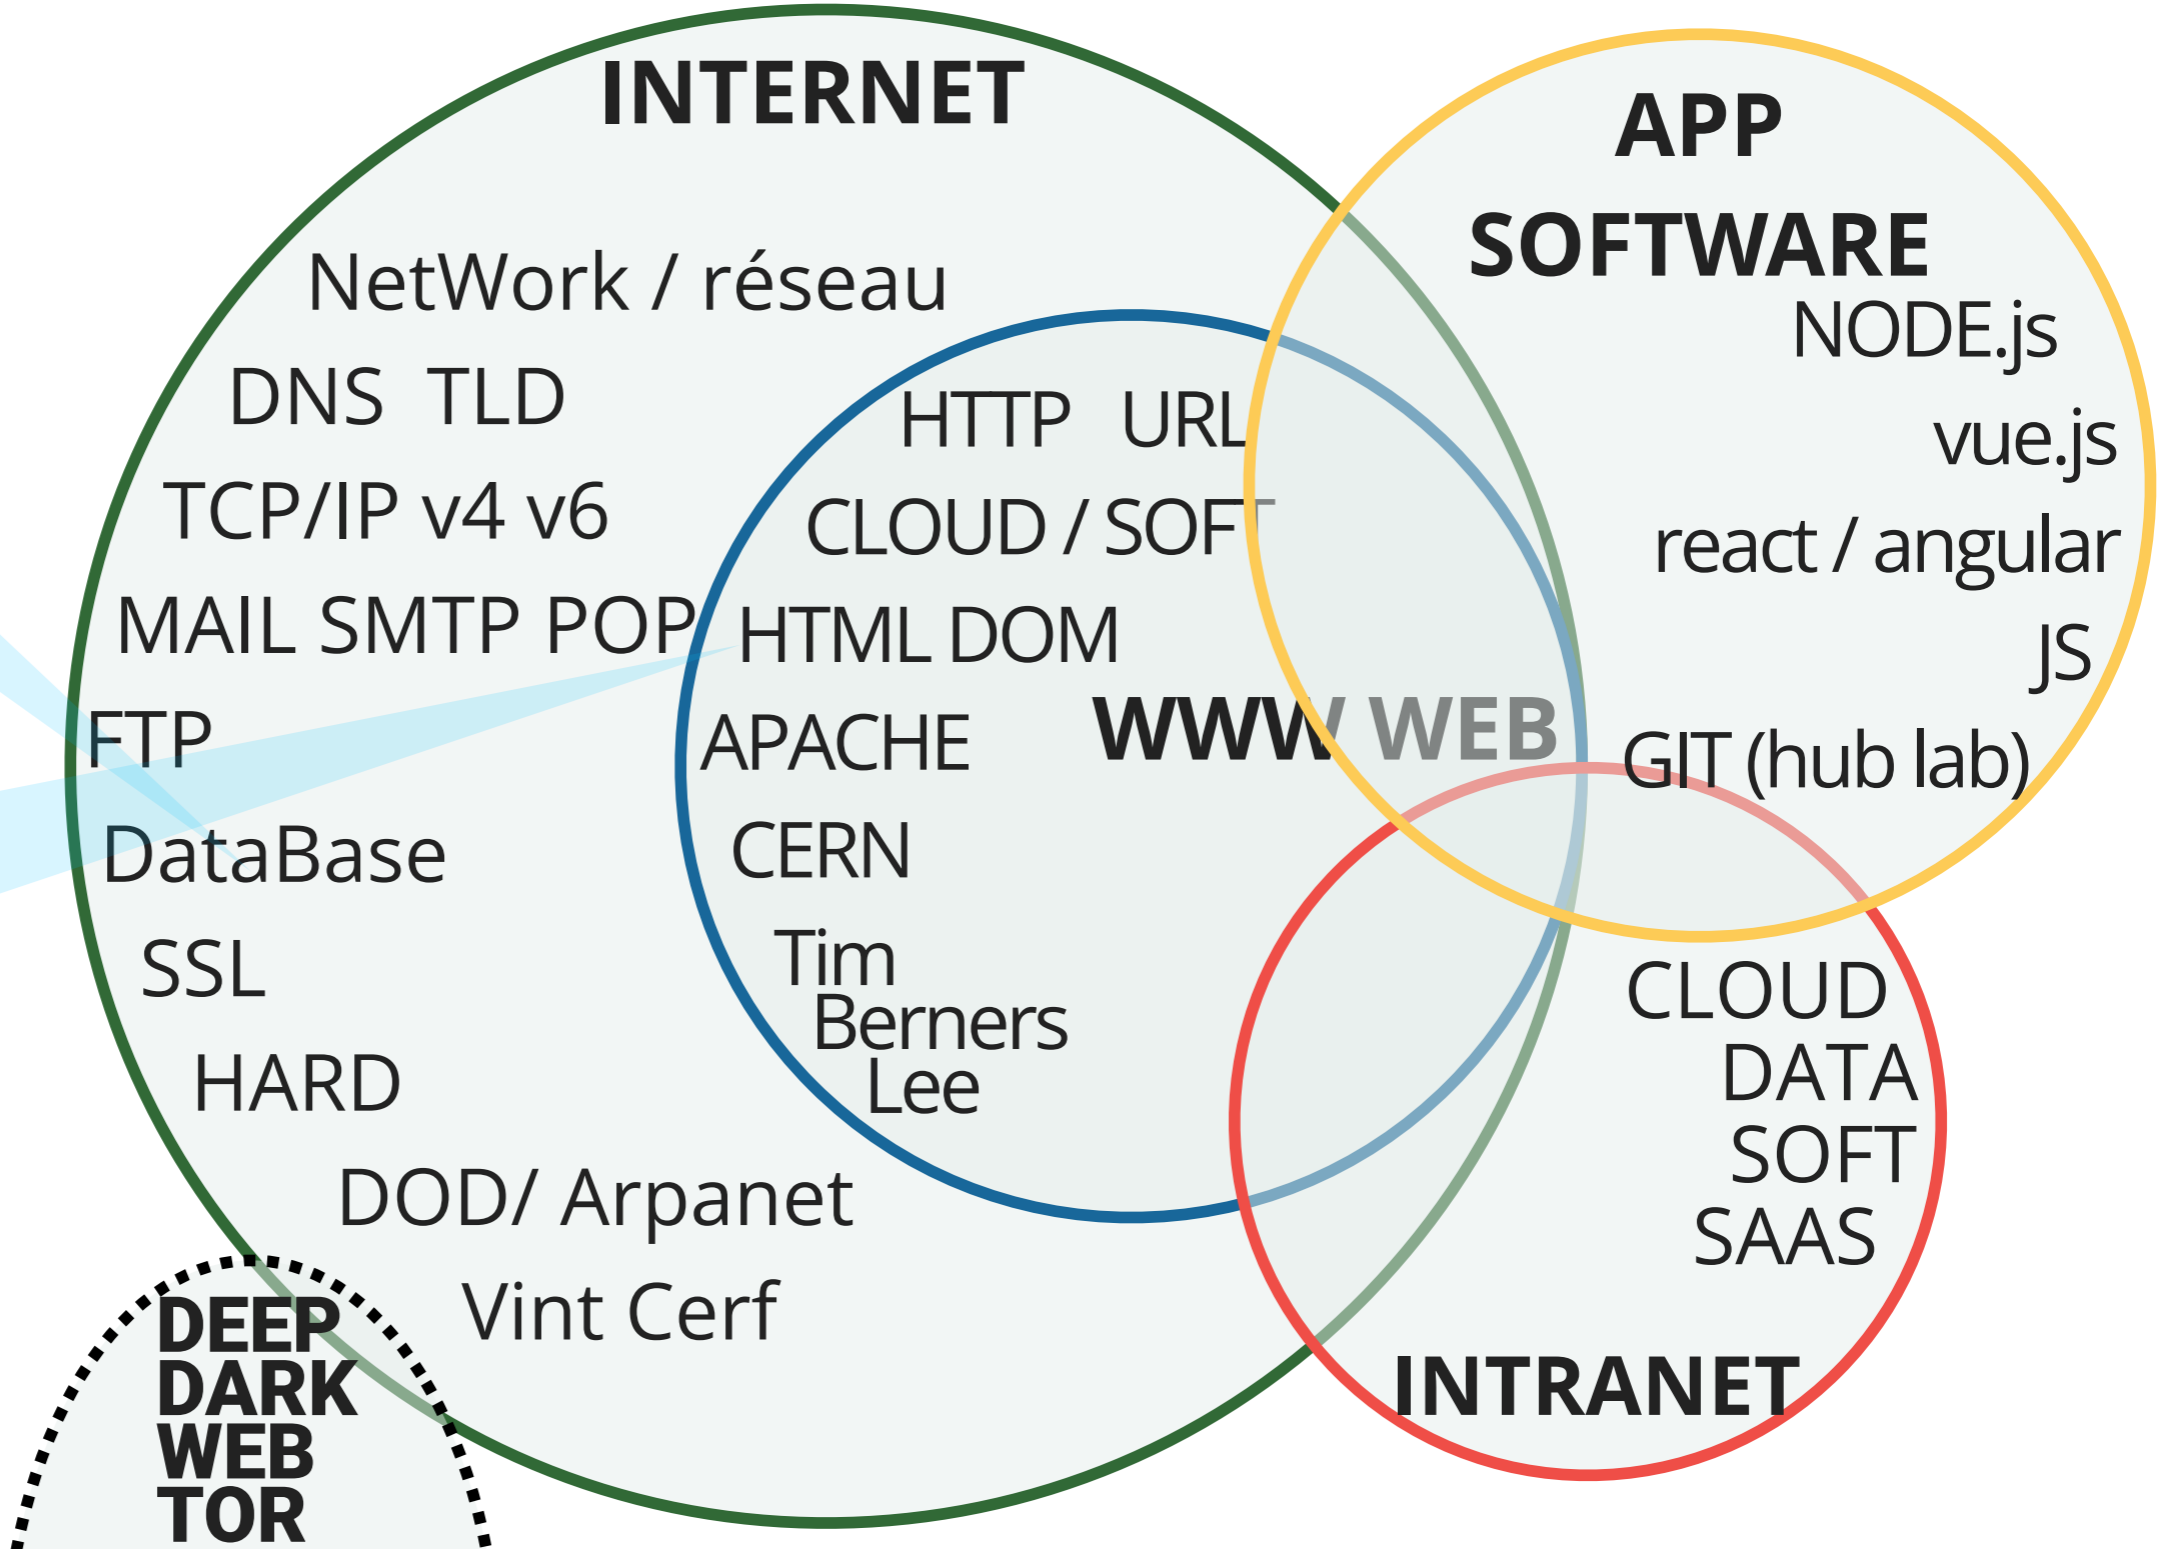 INTERNET
NetWork / réseau
DNS TLD
TCP/IP v4 v6
MAIL SMTP POP
FTP
DataBase
SSL
HARD
DOD/ Arpanet
Vint Cerf
HTTP URL
CLOUD / SOFT
HTML DOM
WWW WEB
APACHE
CERN
Tim
Berners
Lee
APP
SOFTWARE
NODE.js
vue.js
react / angular
JS
GIT (hub lab)
CLOUD
DATA
SOFT
SAAS
INTRANET
DEEP
DARK
WEB
TOR